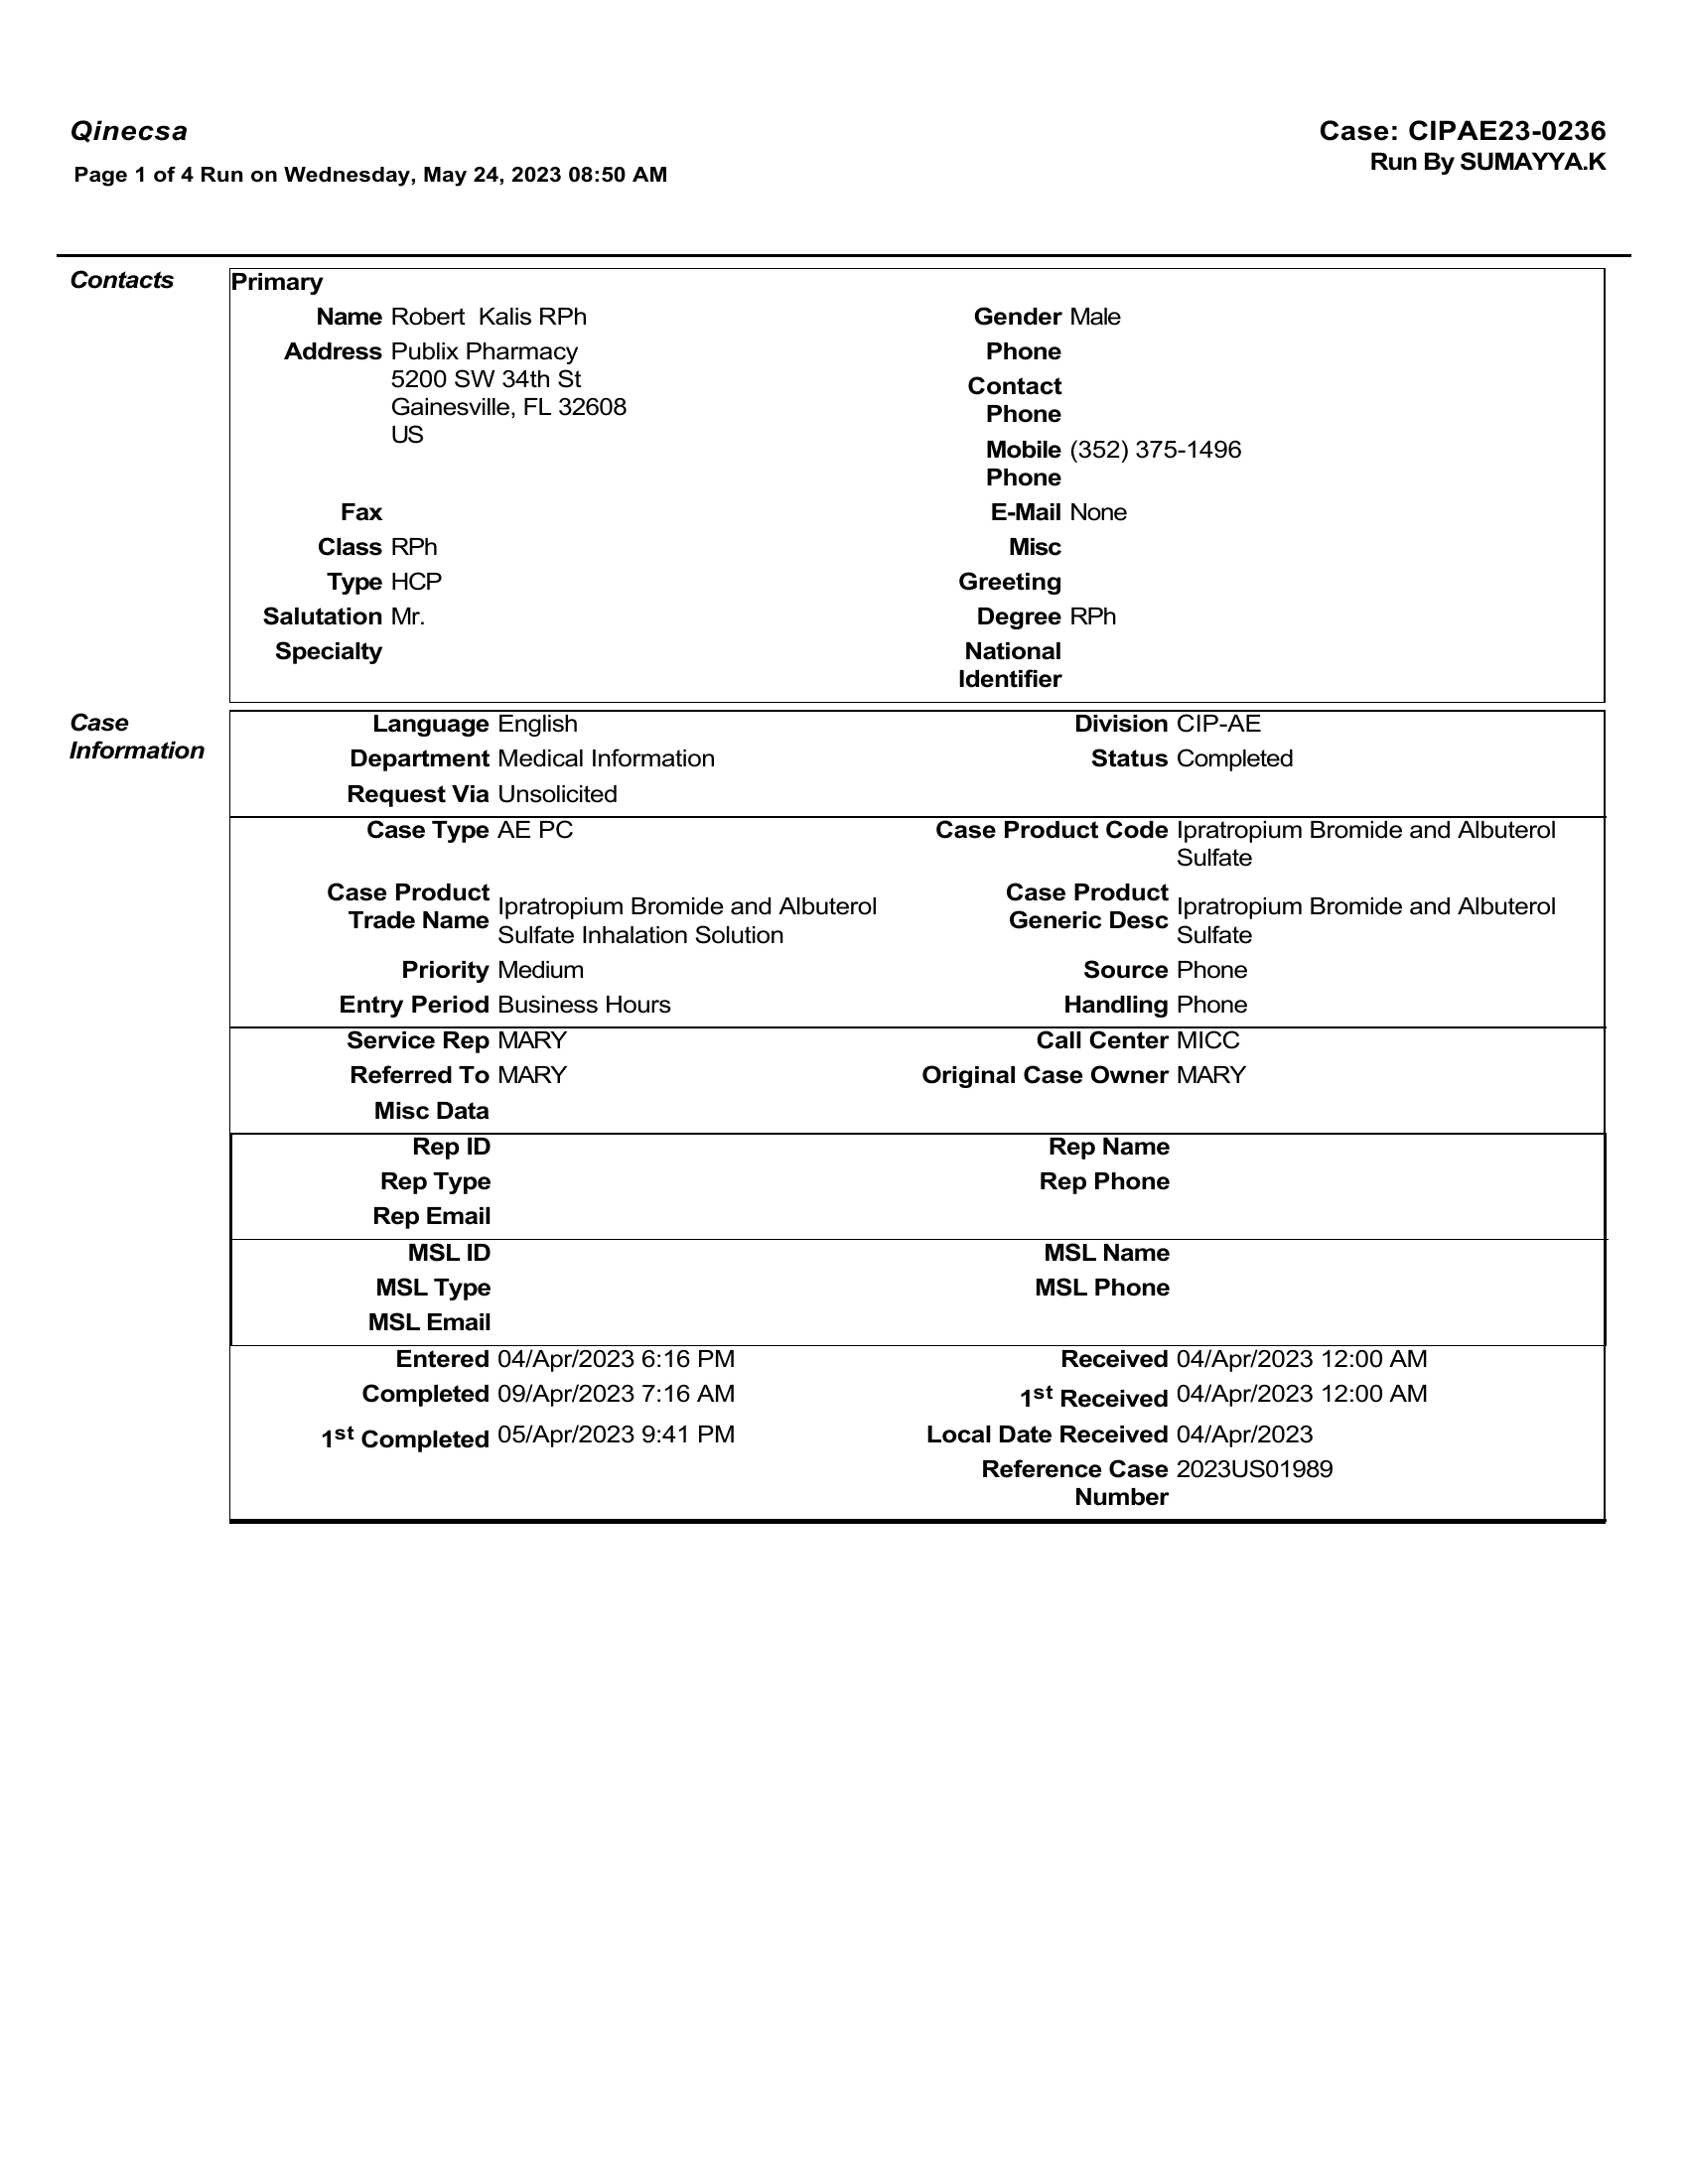 Qinecsa
Case: CIPAE23-0236
Run By SUMAYYA.K
Page 1 of 4 Run on Wednesday, May 24, 2023 08:50 AM
Contacts
Primary
Name Robert  Kalis RPh
Gender Male
Address Publix Pharmacy
5200 SW 34th St
Gainesville, FL 32608
US
Phone
Contact
Phone
Mobile (352) 375-1496
Phone
Fax
E-Mail None
Class RPh
Misc
Type HCP
Greeting
Salutation Mr.
Degree RPh
Specialty
National
Identifier
Case
Information
Language English
Division CIP-AE
Department Medical Information
Status Completed
Request Via Unsolicited
Case Type AE PC
Case Product Code Ipratropium Bromide and Albuterol
Sulfate
Case Product
Trade Name Ipratropium Bromide and Albuterol
Sulfate Inhalation Solution
Case Product
Generic Desc Ipratropium Bromide and Albuterol
Sulfate
Priority Medium
Source Phone
Entry Period Business Hours
Handling Phone
Service Rep MARY
Call Center MICC
Referred To MARY
Original Case Owner MARY
Misc Data
Rep ID
Rep Name
Rep Type
Rep Phone
Rep Email
MSL ID
MSL Name
MSL Type
MSL Phone
MSL Email
Entered 04/Apr/2023 6:16 PM
Received 04/Apr/2023 12:00 AM
Completed 09/Apr/2023 7:16 AM
1st Received 04/Apr/2023 12:00 AM
1st Completed 05/Apr/2023 9:41 PM
Local Date Received 04/Apr/2023
Reference Case 2023US01989
Number